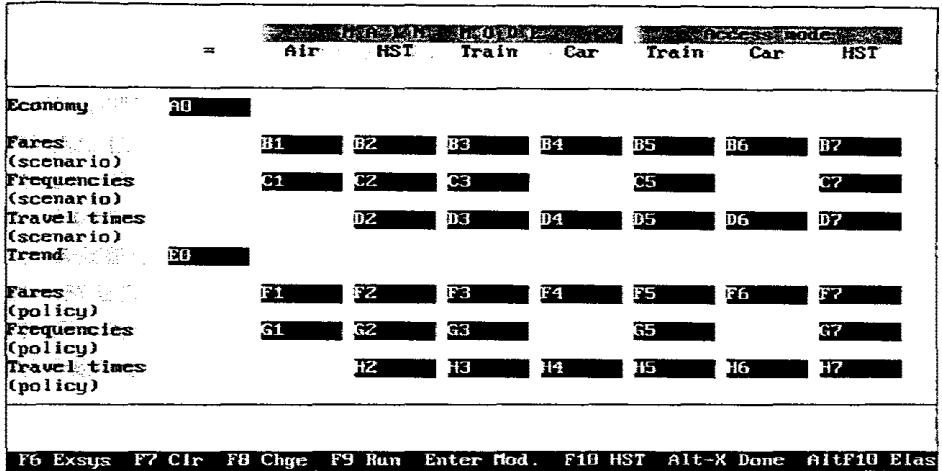 MAIN MODE Access mode
= Air HST Train Car Train Car HST
Economy A0
Fares B1 B2 B3 B4 B5 B6 B7
(scenario)
Frequencies C1 C2 C3 C5 C7
(scenario)
Travel times D2 D3 D4 D5 D6 D7
(scenario)
Trend E0
Fares F1 F2 F3 F4 F5 F6 F7
(policy)
Frequencies G1 G2 G3 G5 G7
(policy)
Travel times H2 H3 H4 H5 H6 H7
(policy)
F6 Exsys F7 Clr F8 Chge F9 Run Enter Mod. F10 HST Alt-X Done AltF10 Elas